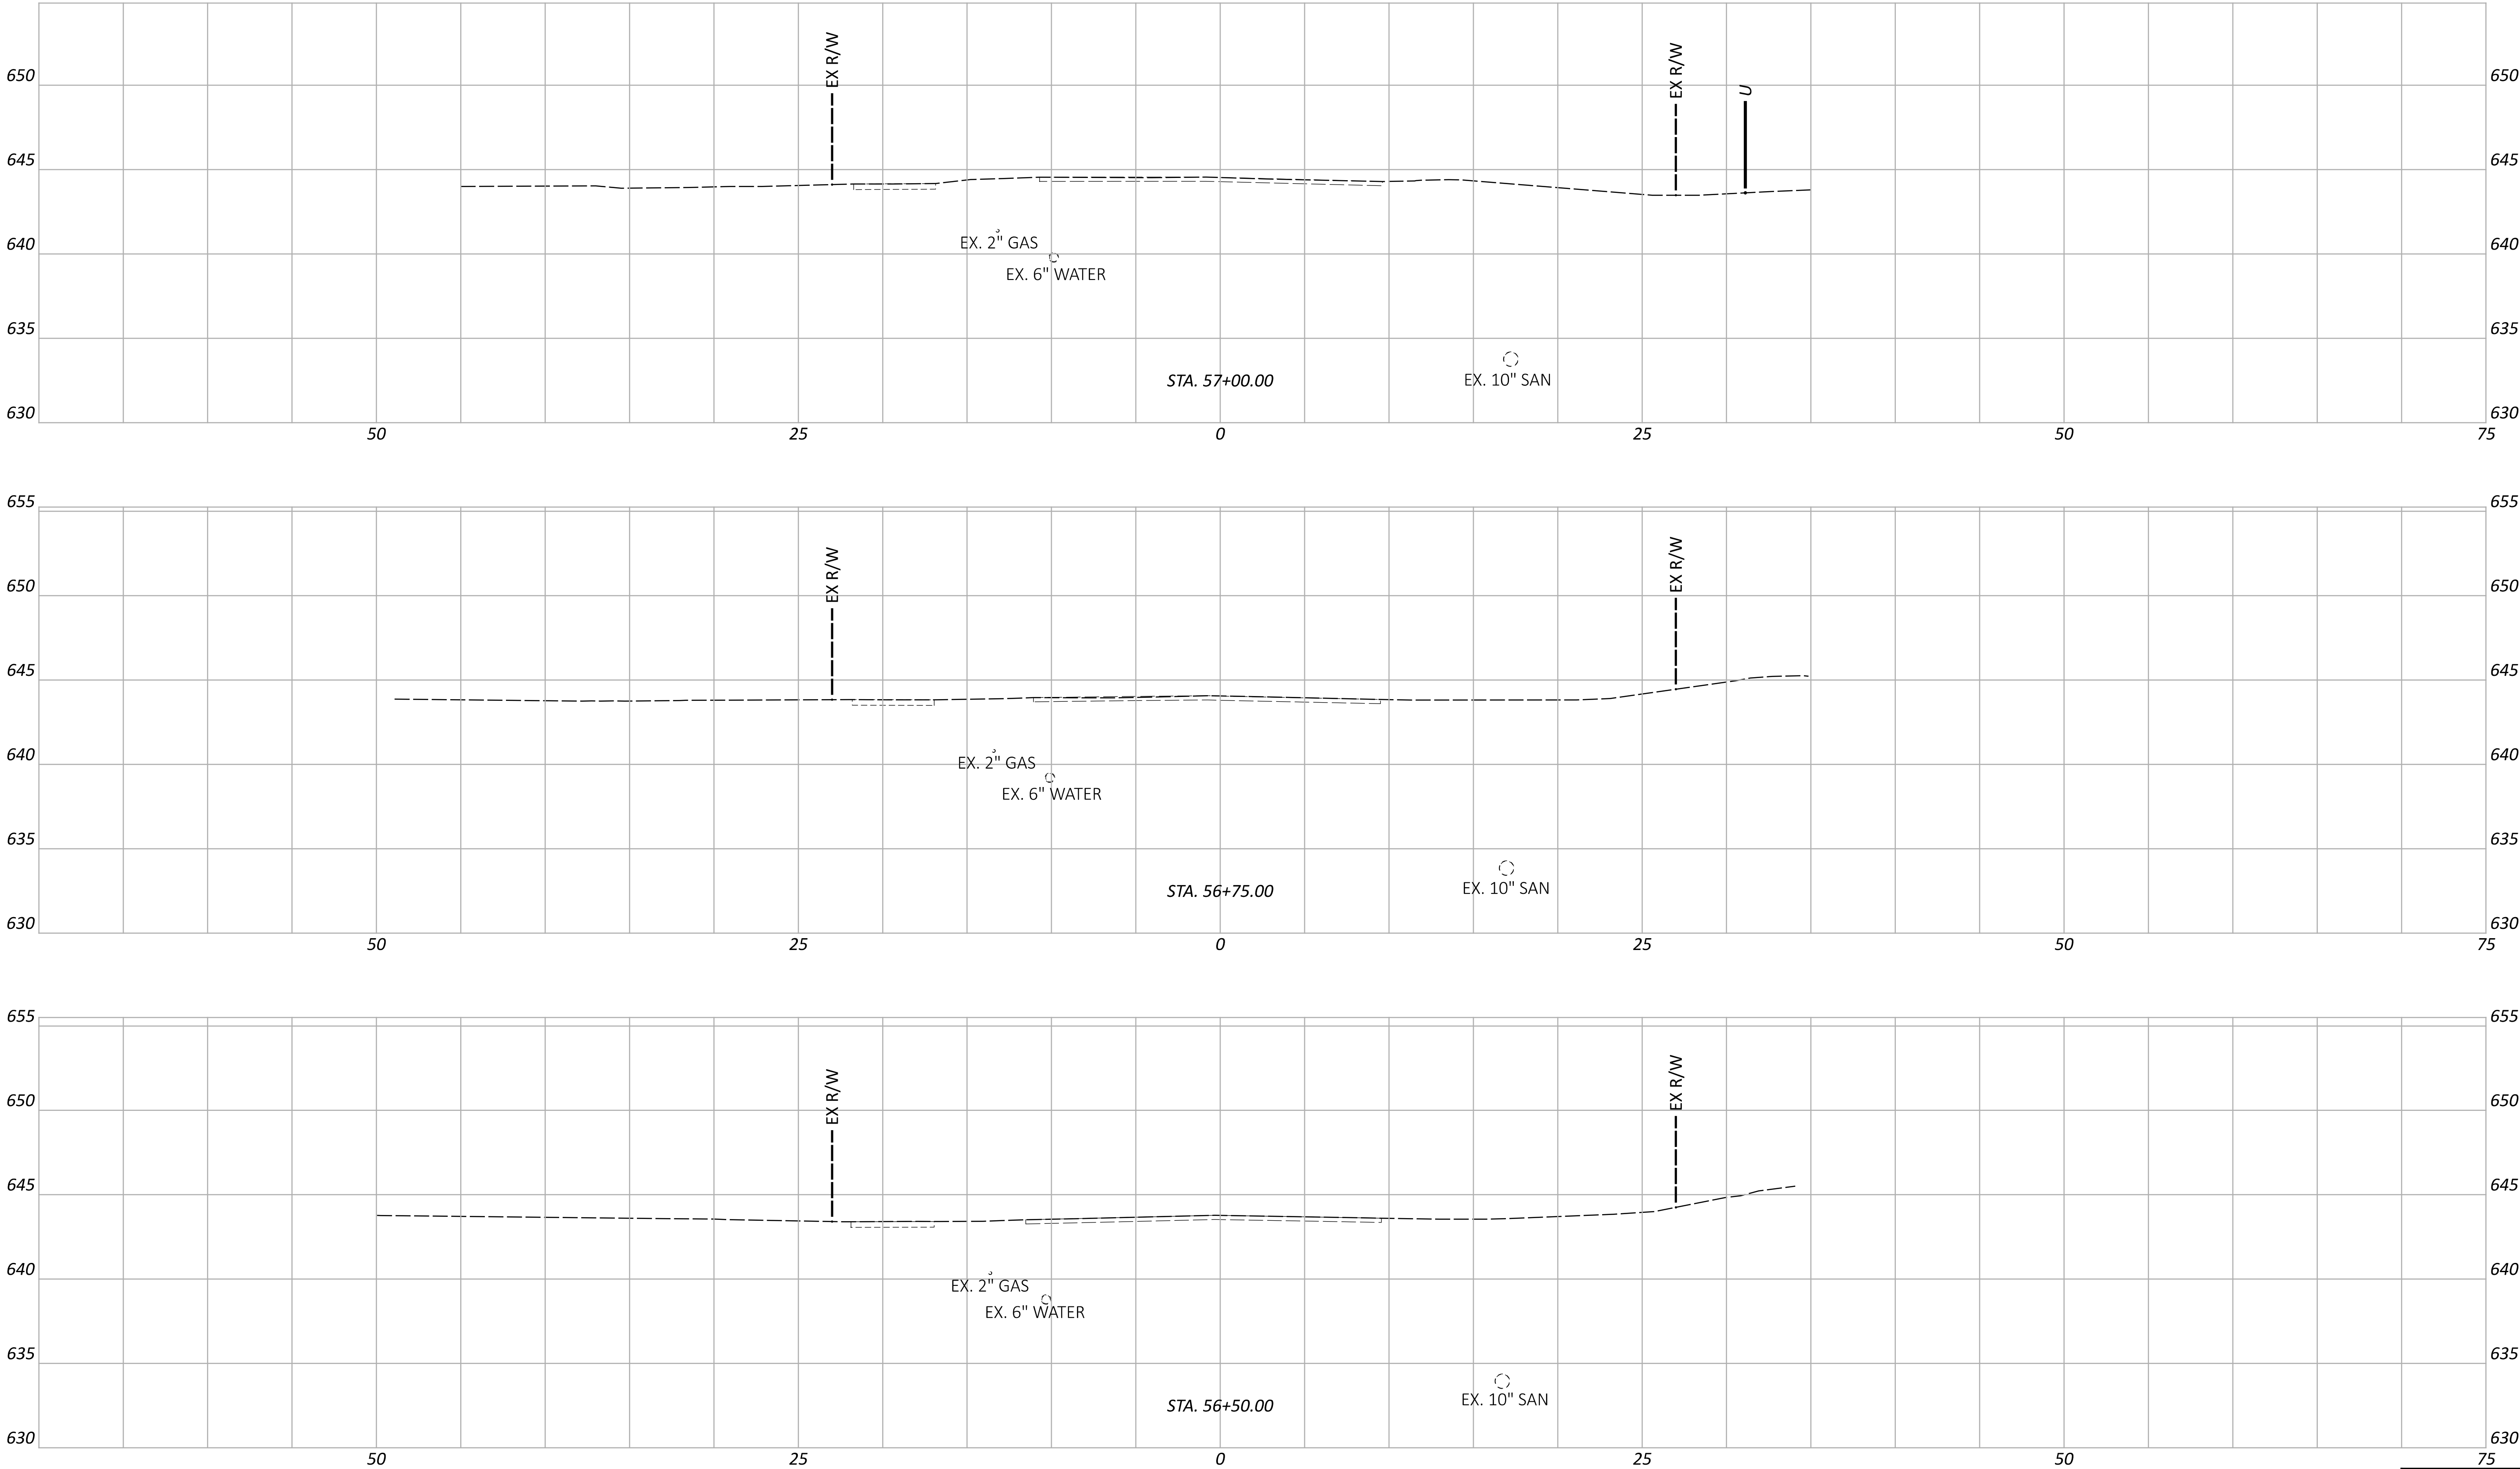 EX R/W
EX R/W
U
650 650
645 645
640 640
EX. 2" GAS
EX. 6" WATER
635 635
STA. 57+00.00
EX. 10" SAN
630 630
50 25 0 25 50 75
655 655
EX R/W
EX R/W
650 650
645 645
640 640
EX. 2" GAS
EX. 6" WATER
635 635
STA. 56+75.00
EX. 10" SAN
630 630
50 25 0 25 50 75
655 655
EX R/W
EX R/W
650 650
645 645
640 640
EX. 2" GAS
EX. 6" WATER
635 635
STA. 56+50.00
EX. 10" SAN
630 630
50 25 0 25 50 75